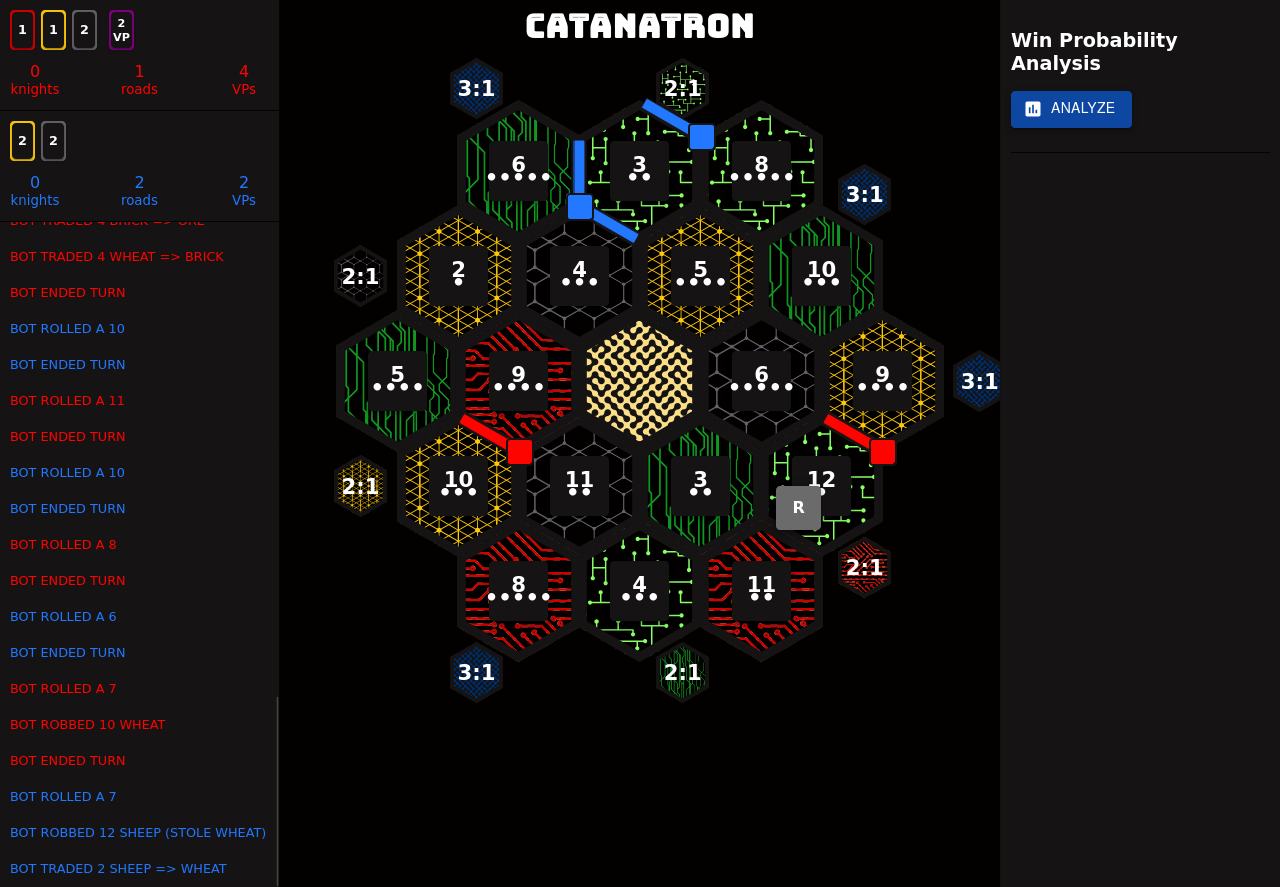 CATANATRON
1 1 2 2 VP
0 1 4
knights roads VPs
2 2
0 2 2
knights roads VPs
BOT TRADED 4 BRICK => ORE
BOT TRADED 4 WHEAT => BRICK
BOT ENDED TURN
BOT ROLLED A 10
BOT ENDED TURN
BOT ROLLED A 11
BOT ENDED TURN
BOT ROLLED A 10
BOT ENDED TURN
BOT ROLLED A 8
BOT ENDED TURN
BOT ROLLED A 6
BOT ENDED TURN
BOT ROLLED A 7
BOT ROBBED 10 WHEAT
BOT ENDED TURN
BOT ROLLED A 7
BOT ROBBED 12 SHEEP (STOLE WHEAT)
BOT TRADED 2 SHEEP => WHEAT
3:1 2:1
6 3 8
3:1
2:1 2 4 5 10
5 9 6 9 3:1
2:1 10 11 3 12
R
8 4 11 2:1
3:1 2:1
Win Probability
Analysis
ANALYZE